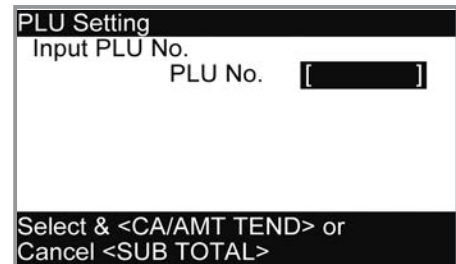 PLU Setting
Input PLU No.
PLU No. [ ]
Select & <CA/AMT TEND> or
Cancel <SUB TOTAL>